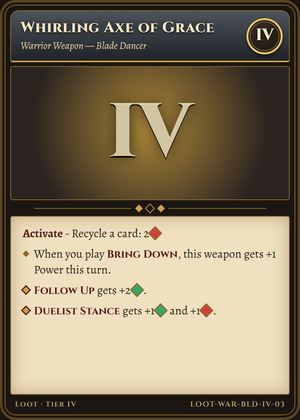 Whirling Axe of Grace
Warrior Weapon — Blade Dancer
IV
IV
Activate - Recycle a card: 2
When you play Bring Down, this weapon gets +1
Power this turn.
Follow Up gets +2.
Duelist Stance gets +1 and +1.
Loot · Tier IV
LOOT-WAR-BLD-IV-03